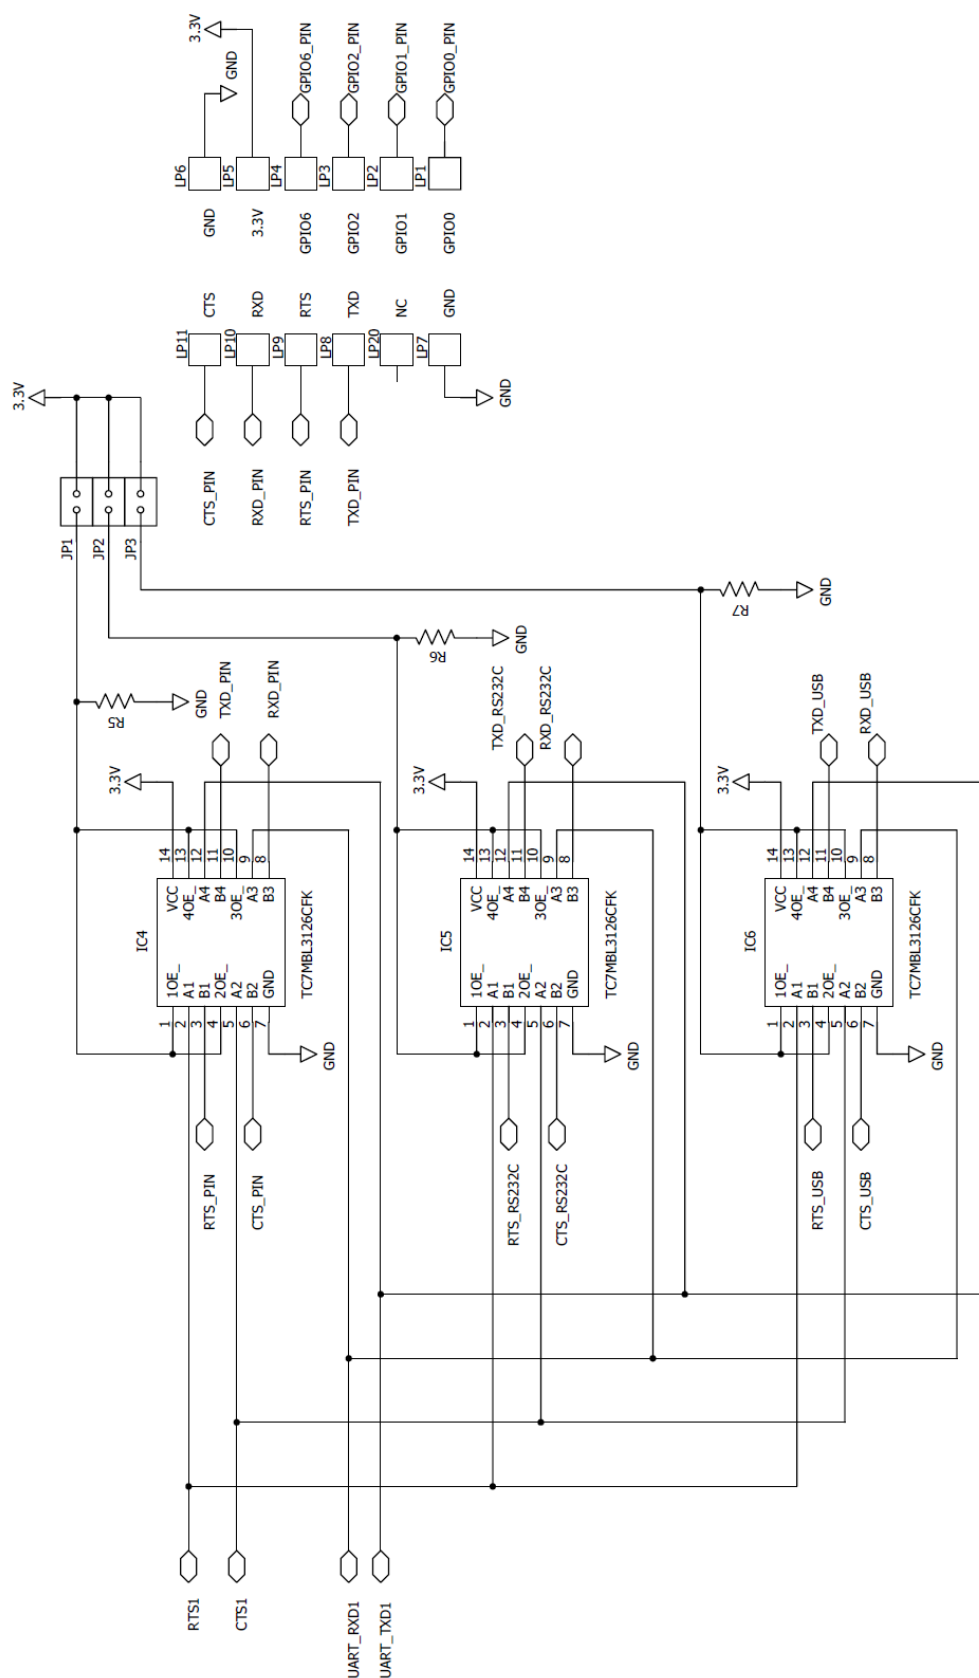 3.3V
GND
GPIO6_PIN
GPIO2_PIN
GPIO1_PIN
GPIO0_PIN
LP6
LP5
LP4
LP3
LP2
LP1
GND
3.3V
GPIO6
GPIO2
GPIO1
GPIO0
CTS
RXD
RTS
TXD
NC
GND
LP11
LP10
LP9
LP8
LP20
LP7
GND
CTS_PIN
RXD_PIN
RTS_PIN
TXD_PIN
3.3V
JP1
JP2
JP3
R5
GND
R6
GND
R7
GND
TXD_PIN
RXD_PIN
3.3V
14
13
12
11
10
9
8
VCC
4OE_
A4
B4
3OE_
A3
B3
IC4
TC7MBL3126CFK
1OE_
A1
B1
2OE_
A2
B2
GND
1
2
3
4
5
6
7
GND
RTS_PIN
CTS_PIN
TXD_RS232C
RXD_RS232C
3.3V
14
13
12
11
10
9
8
VCC
4OE_
A4
B4
3OE_
A3
B3
IC5
TC7MBL3126CFK
1OE_
A1
B1
2OE_
A2
B2
GND
1
2
3
4
5
6
7
GND
RTS_RS232C
CTS_RS232C
TXD_USB
RXD_USB
3.3V
14
13
12
11
10
9
8
VCC
4OE_
A4
B4
3OE_
A3
B3
IC6
TC7MBL3126CFK
1OE_
A1
B1
2OE_
A2
B2
GND
1
2
3
4
5
6
7
GND
RTS_USB
CTS_USB
RTS1
CTS1
UART_RXD1
UART_TXD1